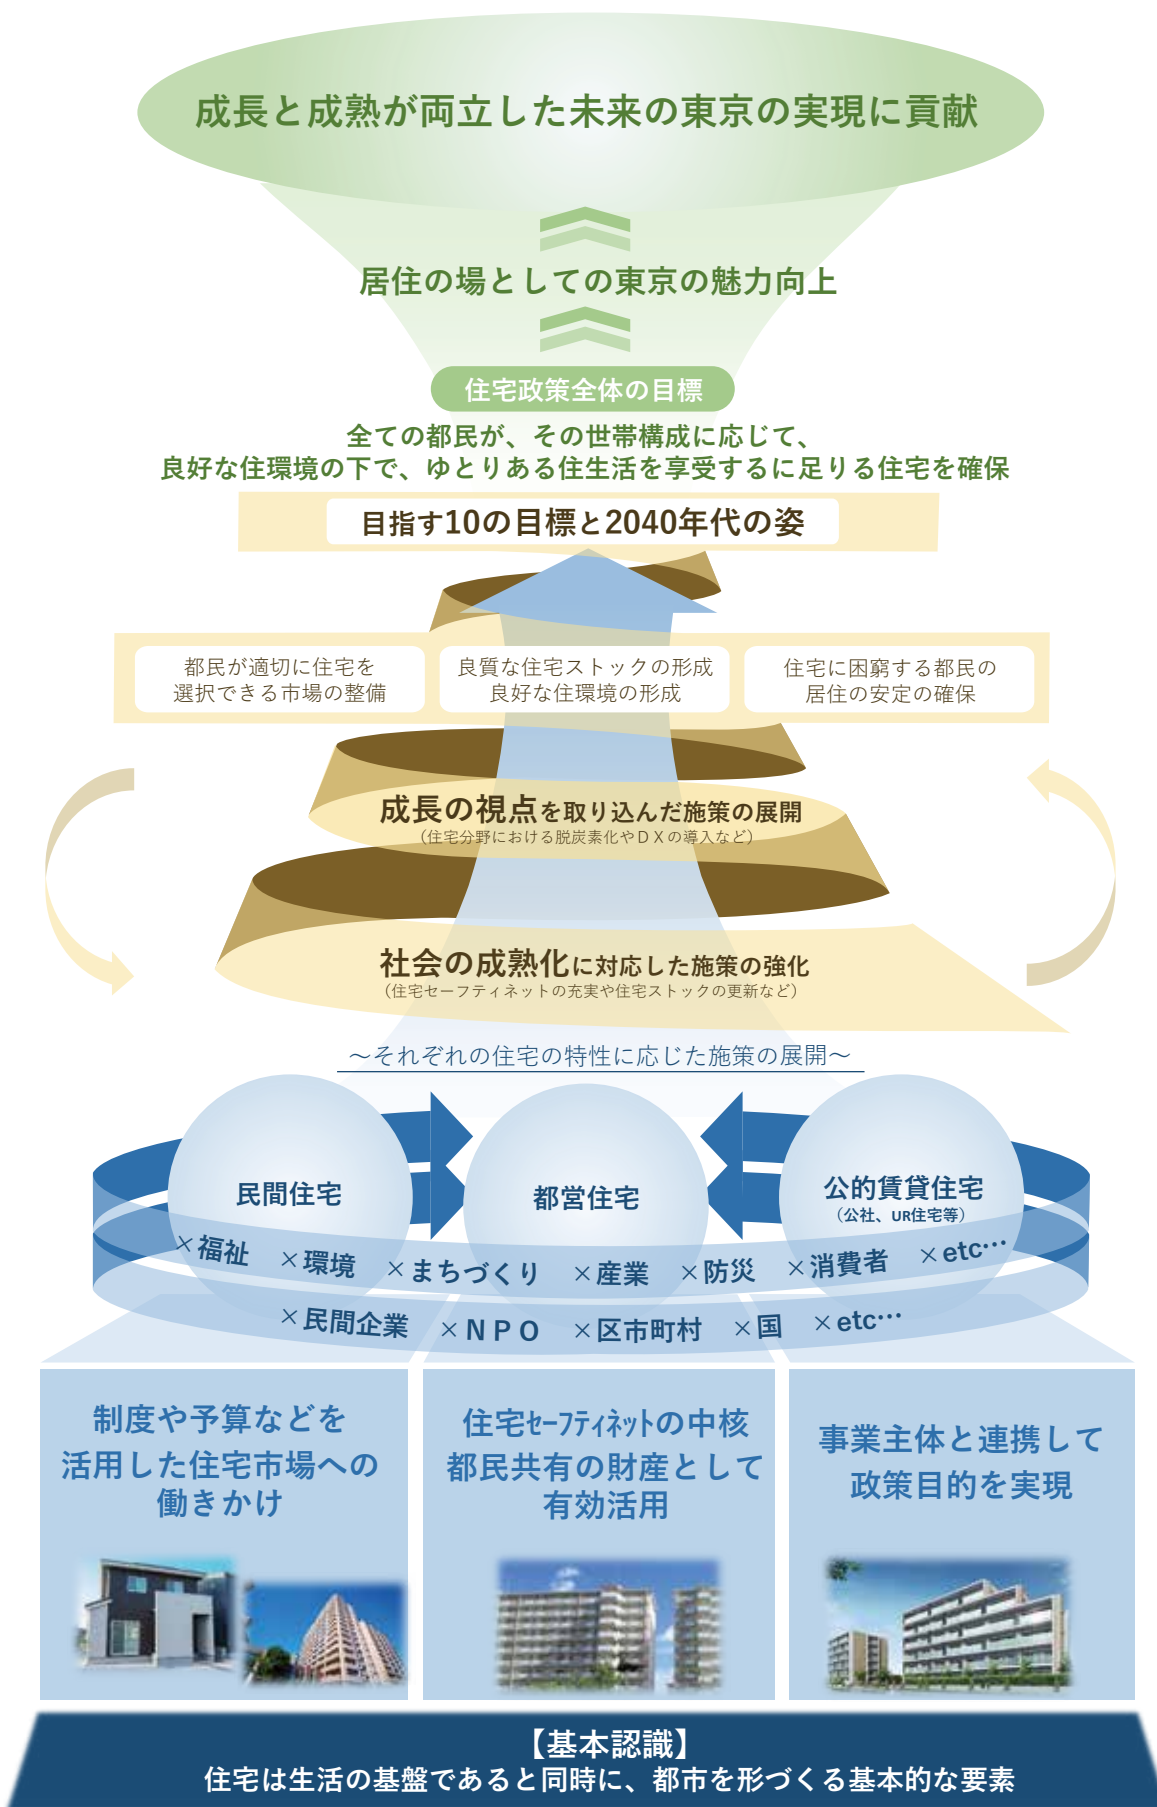 成長と成熟が両立した未来の東京の実現に貢献
居住の場としての東京の魅力向上
住宅政策全体の目標
全ての都民が、その世帯構成に応じて、
良好な住環境の下で、ゆとりある住生活を享受するに足りる住宅を確保
目指す10の目標と2040年代の姿
都民が適切に住宅を
選択できる市場の整備
良質な住宅ストックの形成
良好な住環境の形成
住宅に困窮する都民の
居住の安定の確保
成長の視点を取り込んだ施策の展開
（住宅分野における脱炭素化やＤＸの導入など）
社会の成熟化に対応した施策の強化
（住宅セーフティネットの充実や住宅ストックの更新など）
～それぞれの住宅の特性に応じた施策の展開～
民間住宅
都営住宅
公的賃貸住宅
（公社、UR住宅等）
×福祉 ×環境 ×まちづくり ×産業 ×防災 ×消費者 ×etc…
×民間企業 ×ＮＰＯ ×区市町村 ×国 ×etc…
制度や予算などを
活用した住宅市場への
働きかけ
住宅ｾｰﾌﾃｨﾈｯﾄの中核
都民共有の財産として
有効活用
事業主体と連携して
政策目的を実現
【基本認識】
住宅は生活の基盤であると同時に、都市を形づくる基本的な要素